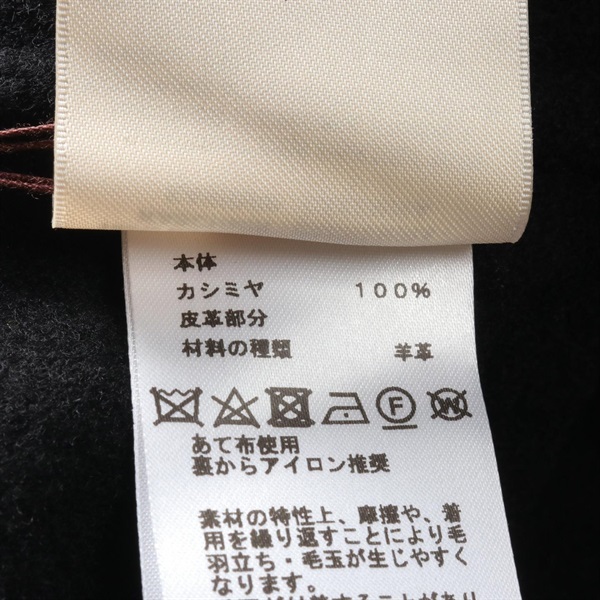 本体
カシミヤ 100%
皮革部分
材料の種類 羊革
F W
あて布使用
裏からアイロン推奨
素材の特性上、摩擦や、着
用を繰り返すことにより毛
羽立ち・毛玉が生じやすく
なります。